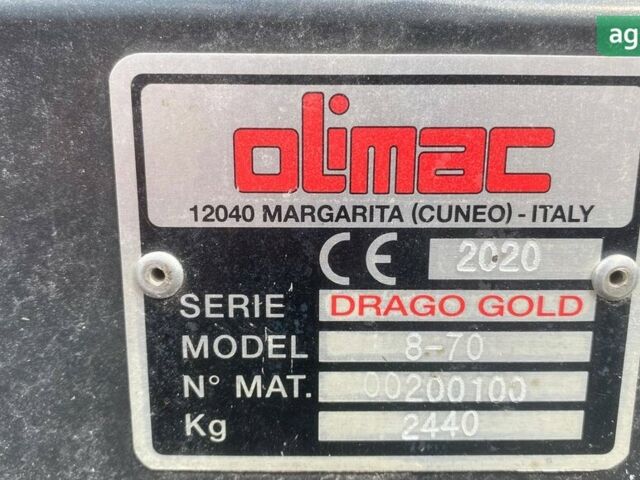 ag
olimac
12040 MARGARITA (CUNEO) - ITALY
CE 2020
SERIE DRAGO GOLD
MODEL 8-70
N° MAT. 00200100
Kg 2440